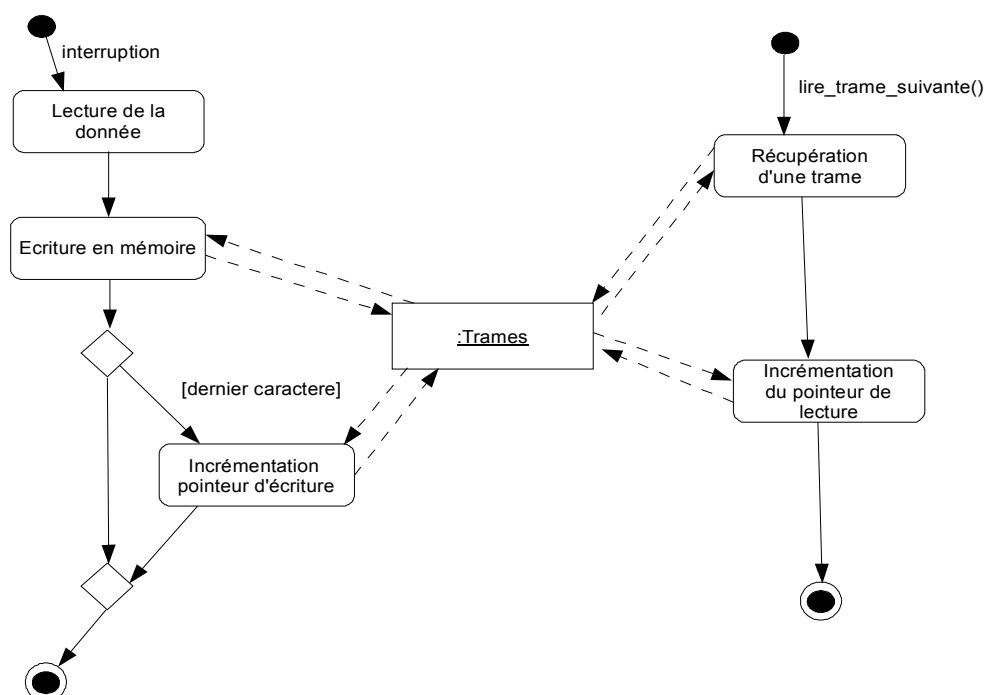 interruption
Lecture de la
donnée
Ecriture en mémoire
[dernier caractere]
Incrémentation
pointeur d'écriture
:Trames
lire_trame_suivante()
Récupération
d'une trame
Incrémentation
du pointeur de
lecture